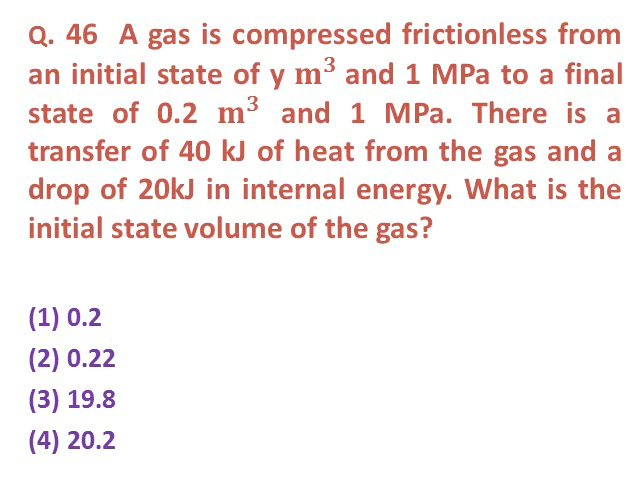 Q. 46 A gas is compressed frictionless from
an initial state of y m³ and 1 MPa to a final
state of 0.2 m³ and 1 MPa. There is a
transfer of 40 kJ of heat from the gas and a
drop of 20kJ in internal energy. What is the
initial state volume of the gas?
(1) 0.2
(2) 0.22
(3) 19.8
(4) 20.2